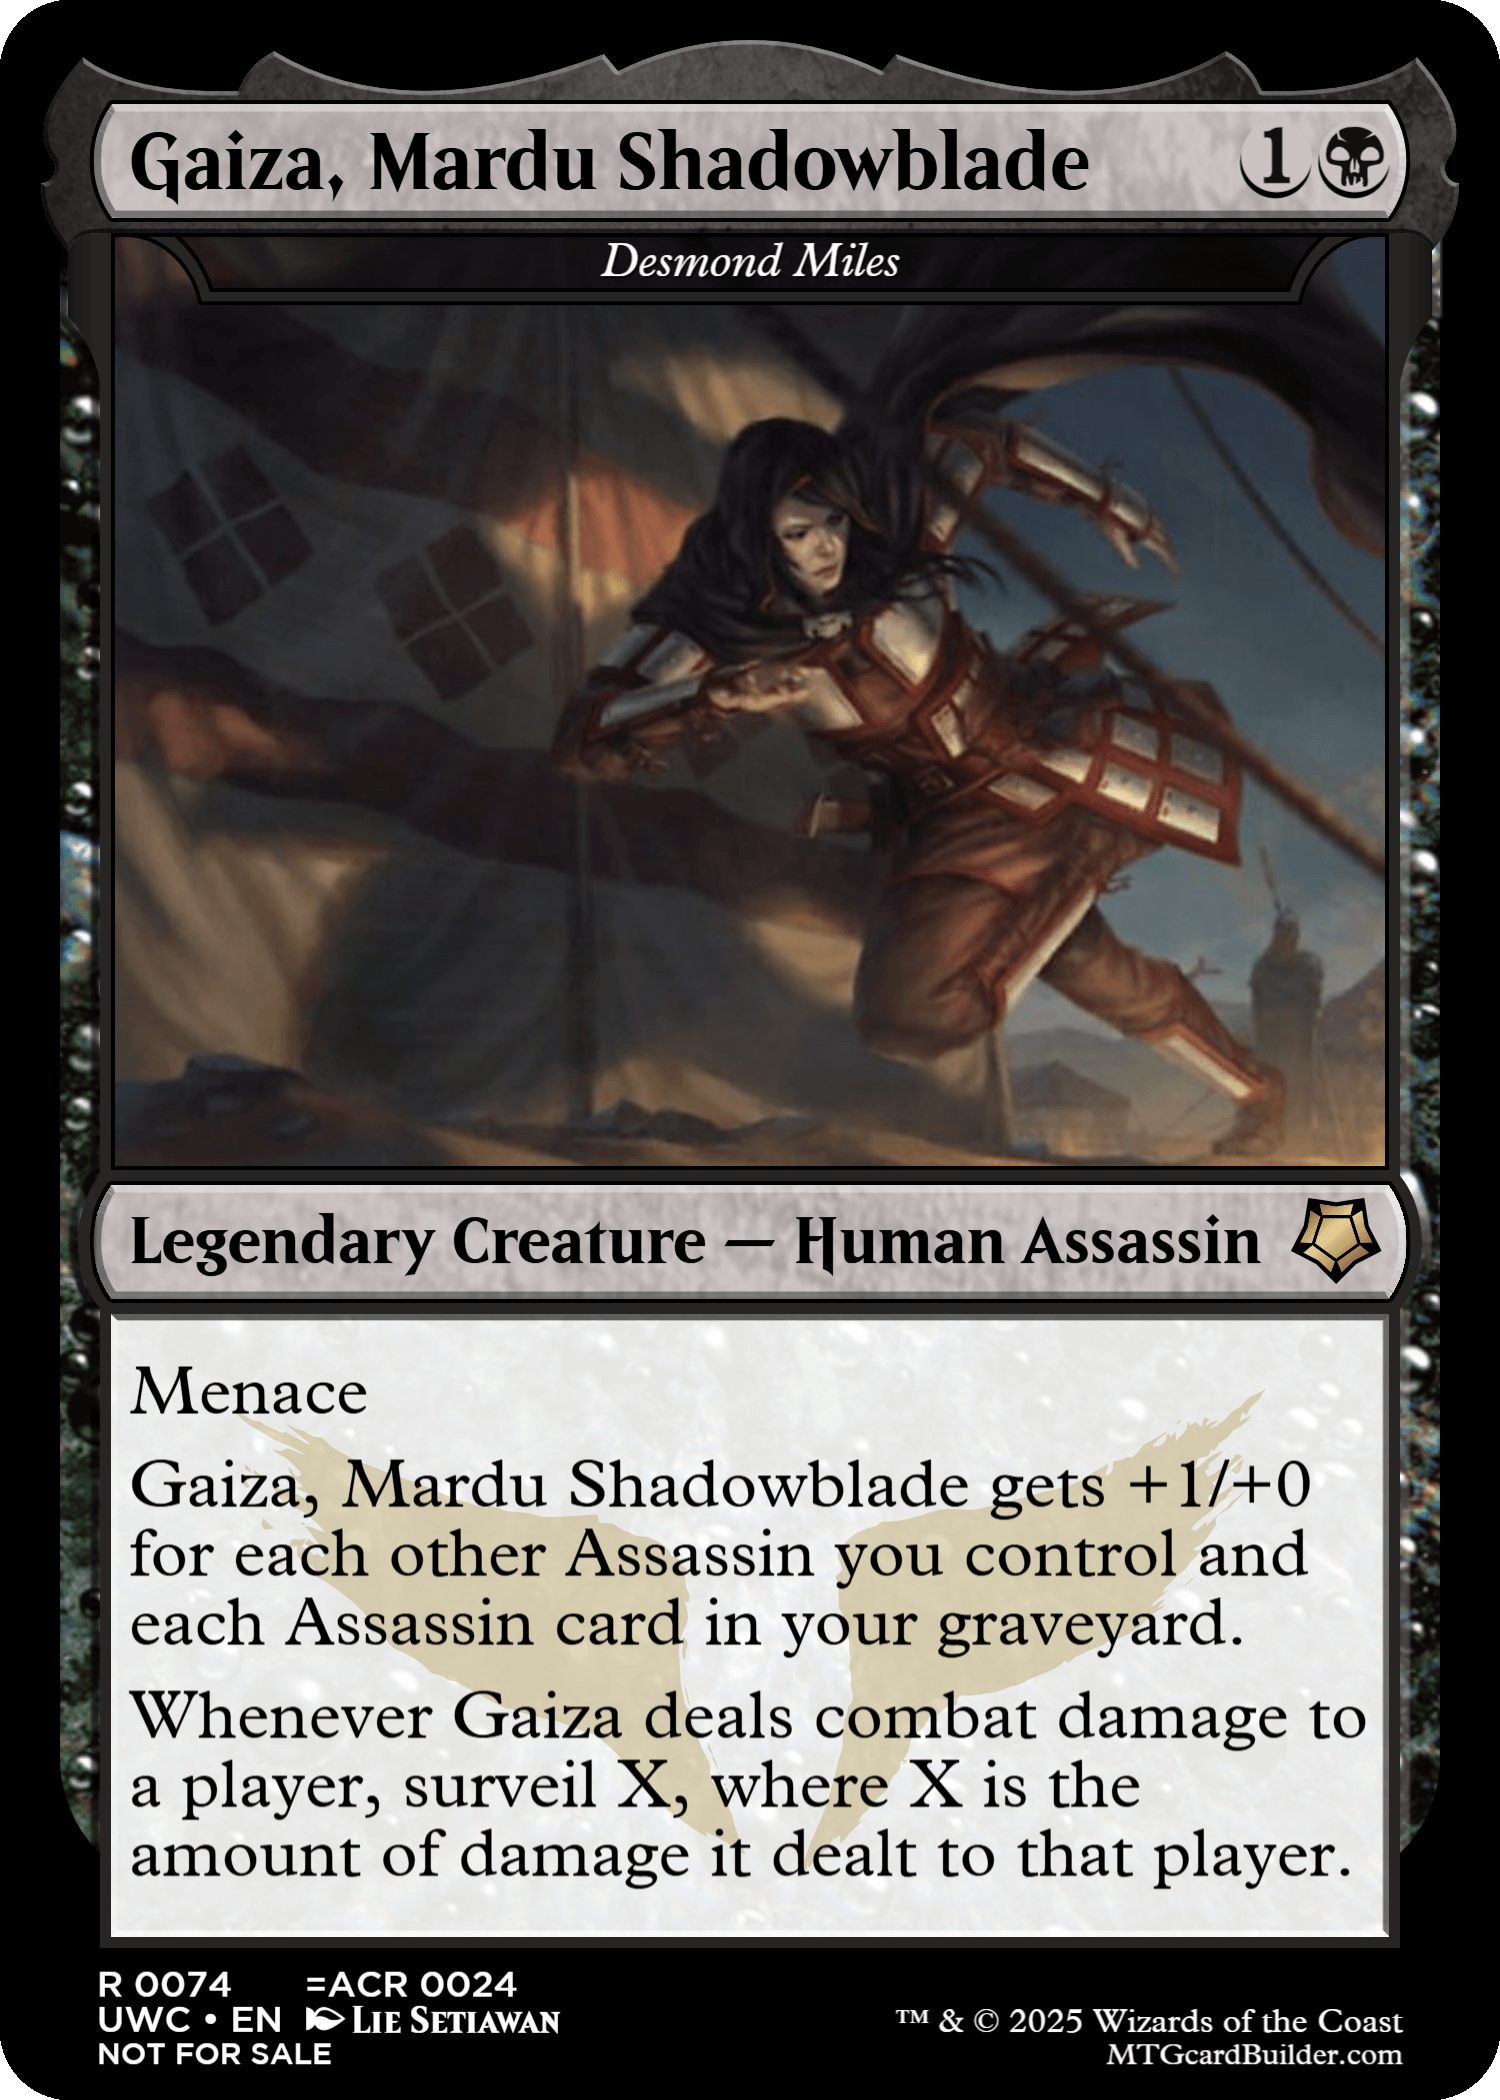 Gaiza, Mardu Shadowblade 1
Desmond Miles
Legendary Creature — Human Assassin
Menace
Gaiza, Mardu Shadowblade gets +1/+0
for each other Assassin you control and
each Assassin card in your graveyard.
Whenever Gaiza deals combat damage to
a player, surveil X, where X is the
amount of damage it dealt to that player.
R 0074 =ACR 0024
UWC • EN Lie Setiawan
NOT FOR SALE
™ & © 2025 Wizards of the Coast
MTGcardBuilder.com